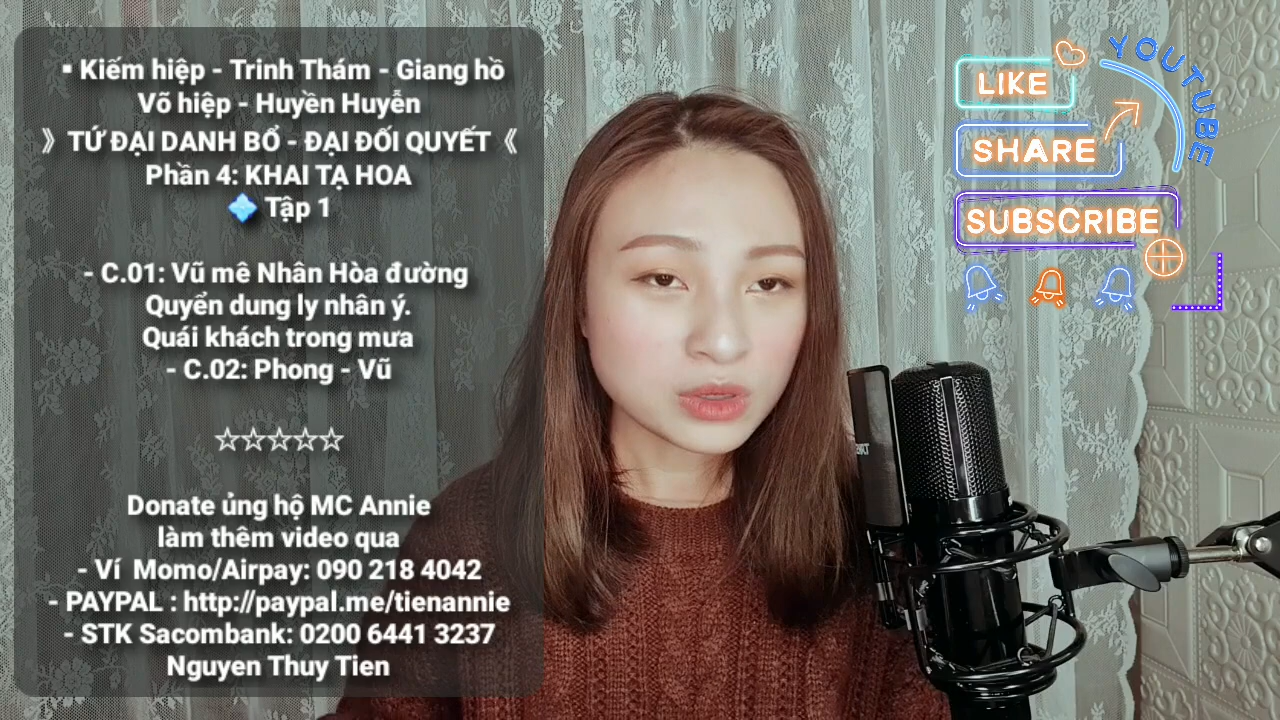 ▪ Kiếm hiệp - Trinh Thám - Giang hồ
Võ hiệp - Huyền Huyễn
》TỨ ĐẠI DANH BỔ - ĐẠI ĐỐI QUYẾT《
Phần 4: KHAI TẠ HOA
💠 Tập 1
- C.01: Vũ mê Nhân Hòa đường
Quyển dung ly nhân ý.
Quái khách trong mưa
- C.02: Phong - Vũ
☆☆☆☆☆
Donate ủng hộ MC Annie
làm thêm video qua
- Ví Momo/Airpay: 090 218 4042
- PAYPAL : http://paypal.me/tienannie
- STK Sacombank: 0200 6441 3237
Nguyen Thuy Tien
YOUTUBE
LIKE
SHARE
SUBSCRIBE